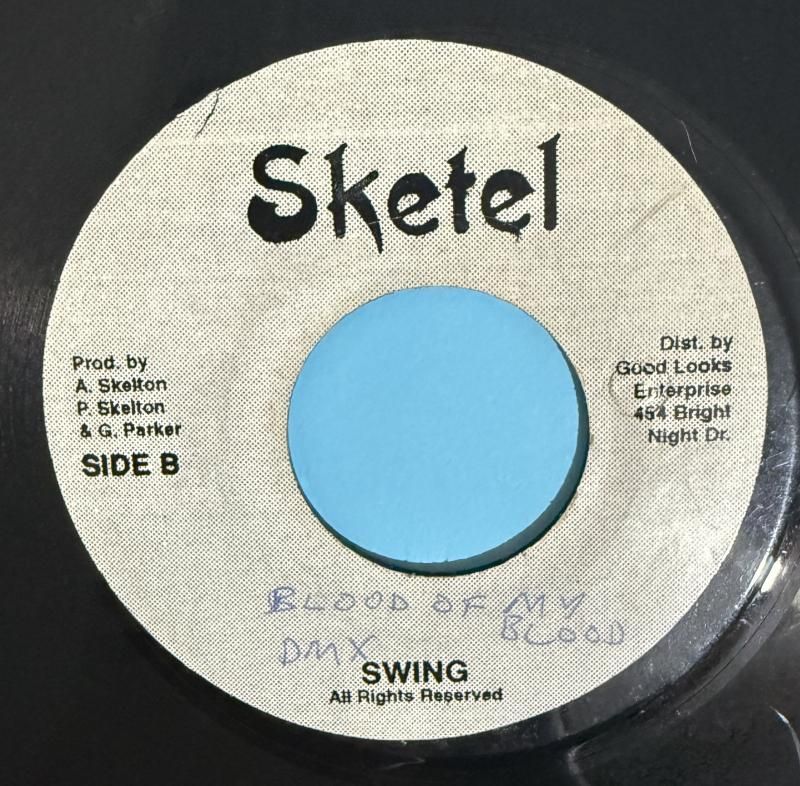 Sketel
Prod. by
A. Skelton
P. Skelton
& G. Parker
SIDE B
Dist. by
Good Looks
Enterprise
454 Bright
Night Dr.
BLOOD OF MY
BLOOD
DMX
SWING
All Rights Reserved